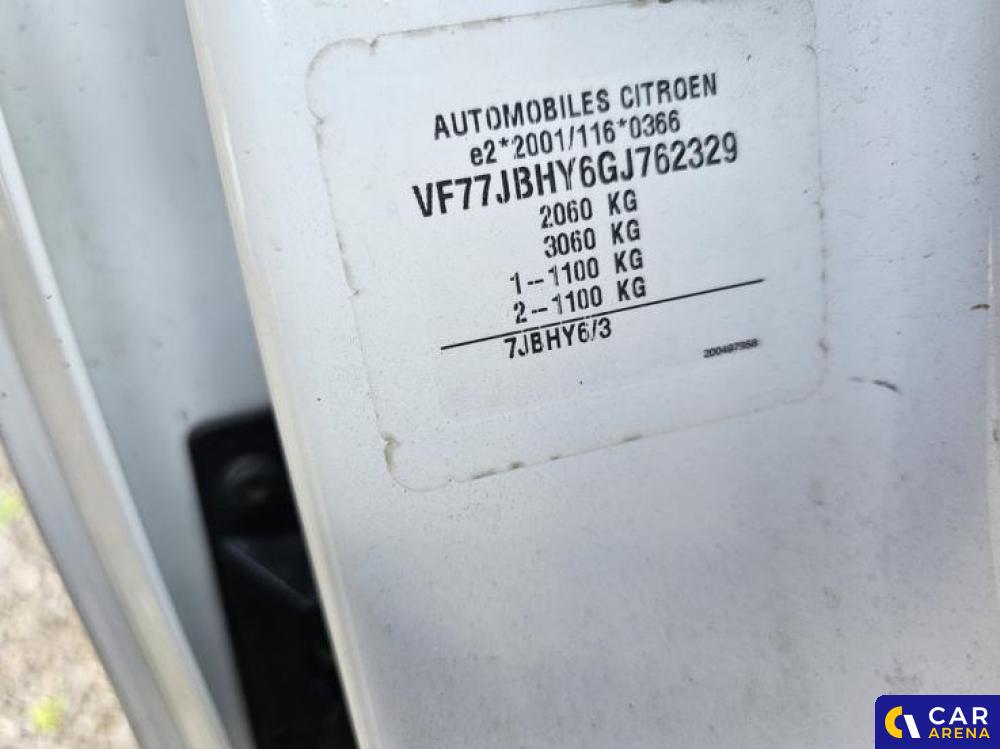 AUTOMOBILES CITROEN
e2*2001/116*0366
VF77JBHY6GJ762329
2060 KG
3060 KG
1--1100 KG
2--1100 KG
7JBHY6/3
200497958
CAR
ARENA